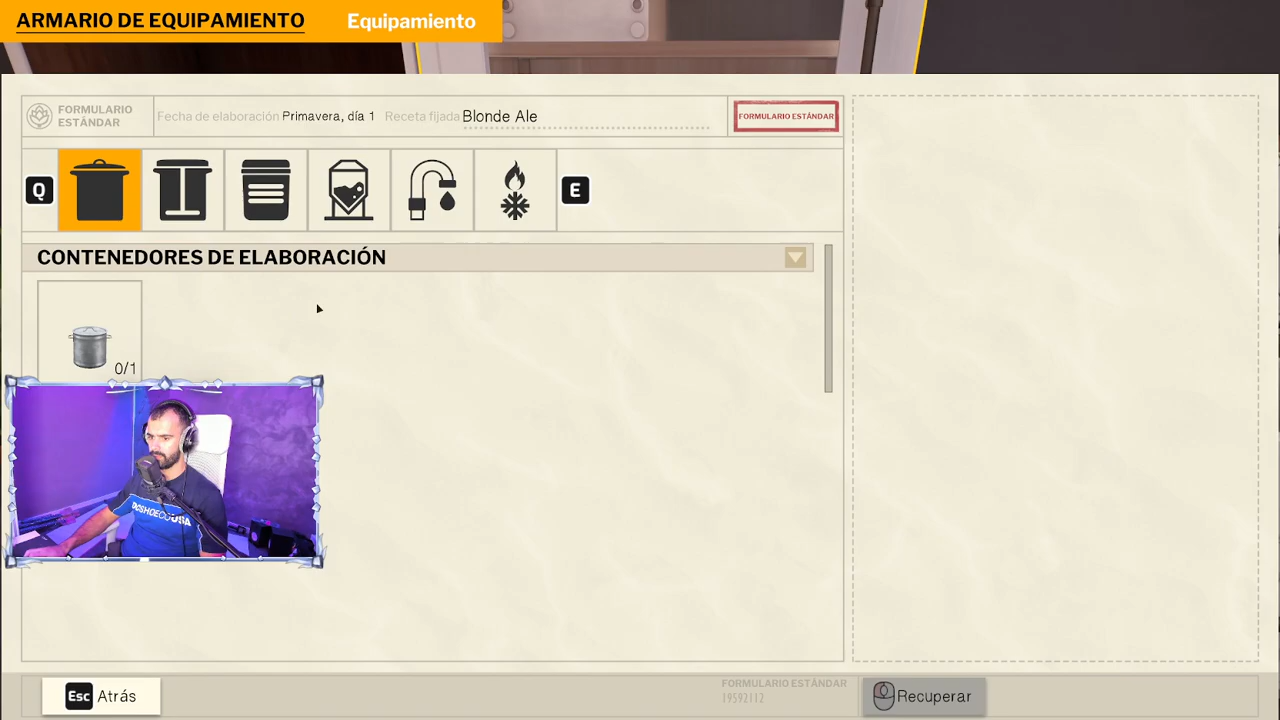 ARMARIO DE EQUIPAMIENTO Equipamiento
FORMULARIO
ESTÁNDAR
Fecha de elaboración Primavera, día 1 Receta fijada Blonde Ale
FORMULARIO ESTÁNDAR
Q
E
CONTENEDORES DE ELABORACIÓN
0/1
Esc Atrás
FORMULARIO ESTÁNDAR
19592112
Recuperar